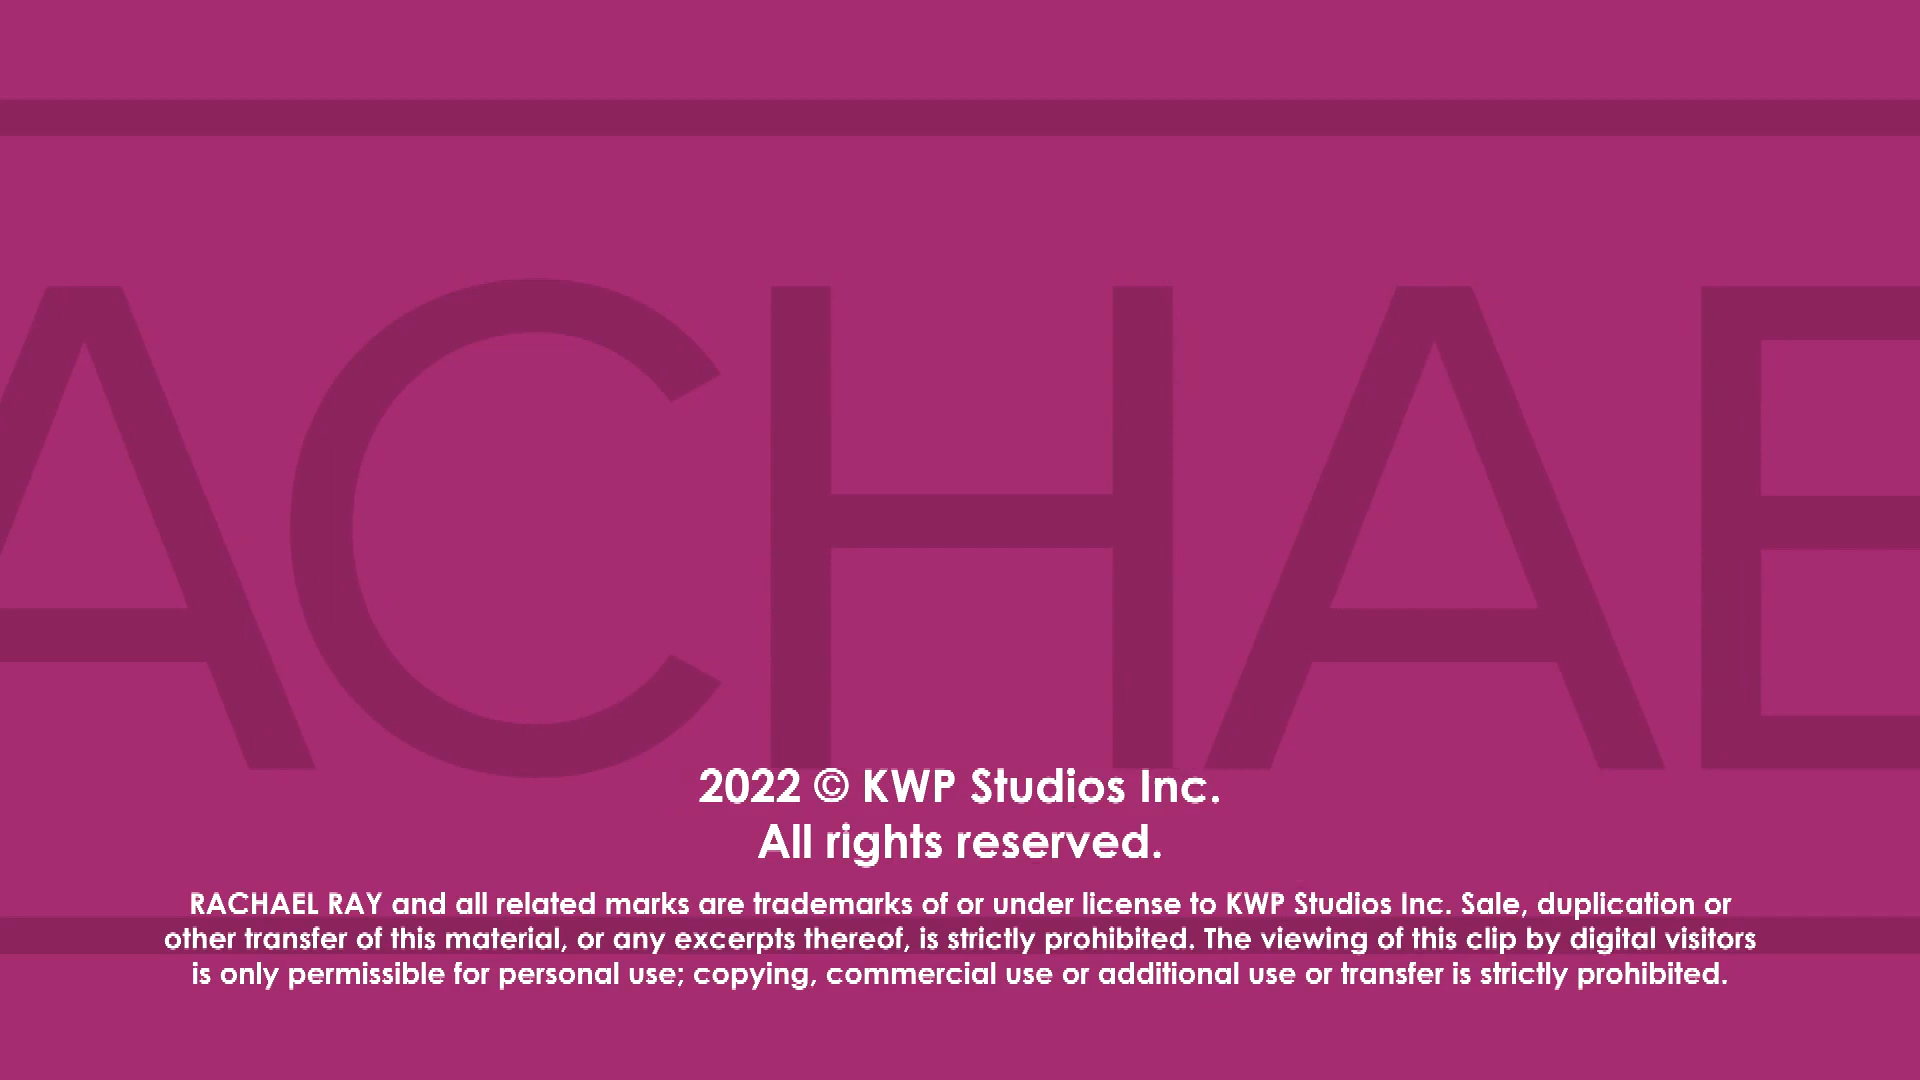 ACHAE
2022 © KWP Studios Inc.
All rights reserved.
RACHAEL RAY and all related marks are trademarks of or under license to KWP Studios Inc. Sale, duplication or
other transfer of this material, or any excerpts thereof, is strictly prohibited. The viewing of this clip by digital visitors
is only permissible for personal use; copying, commercial use or additional use or transfer is strictly prohibited.